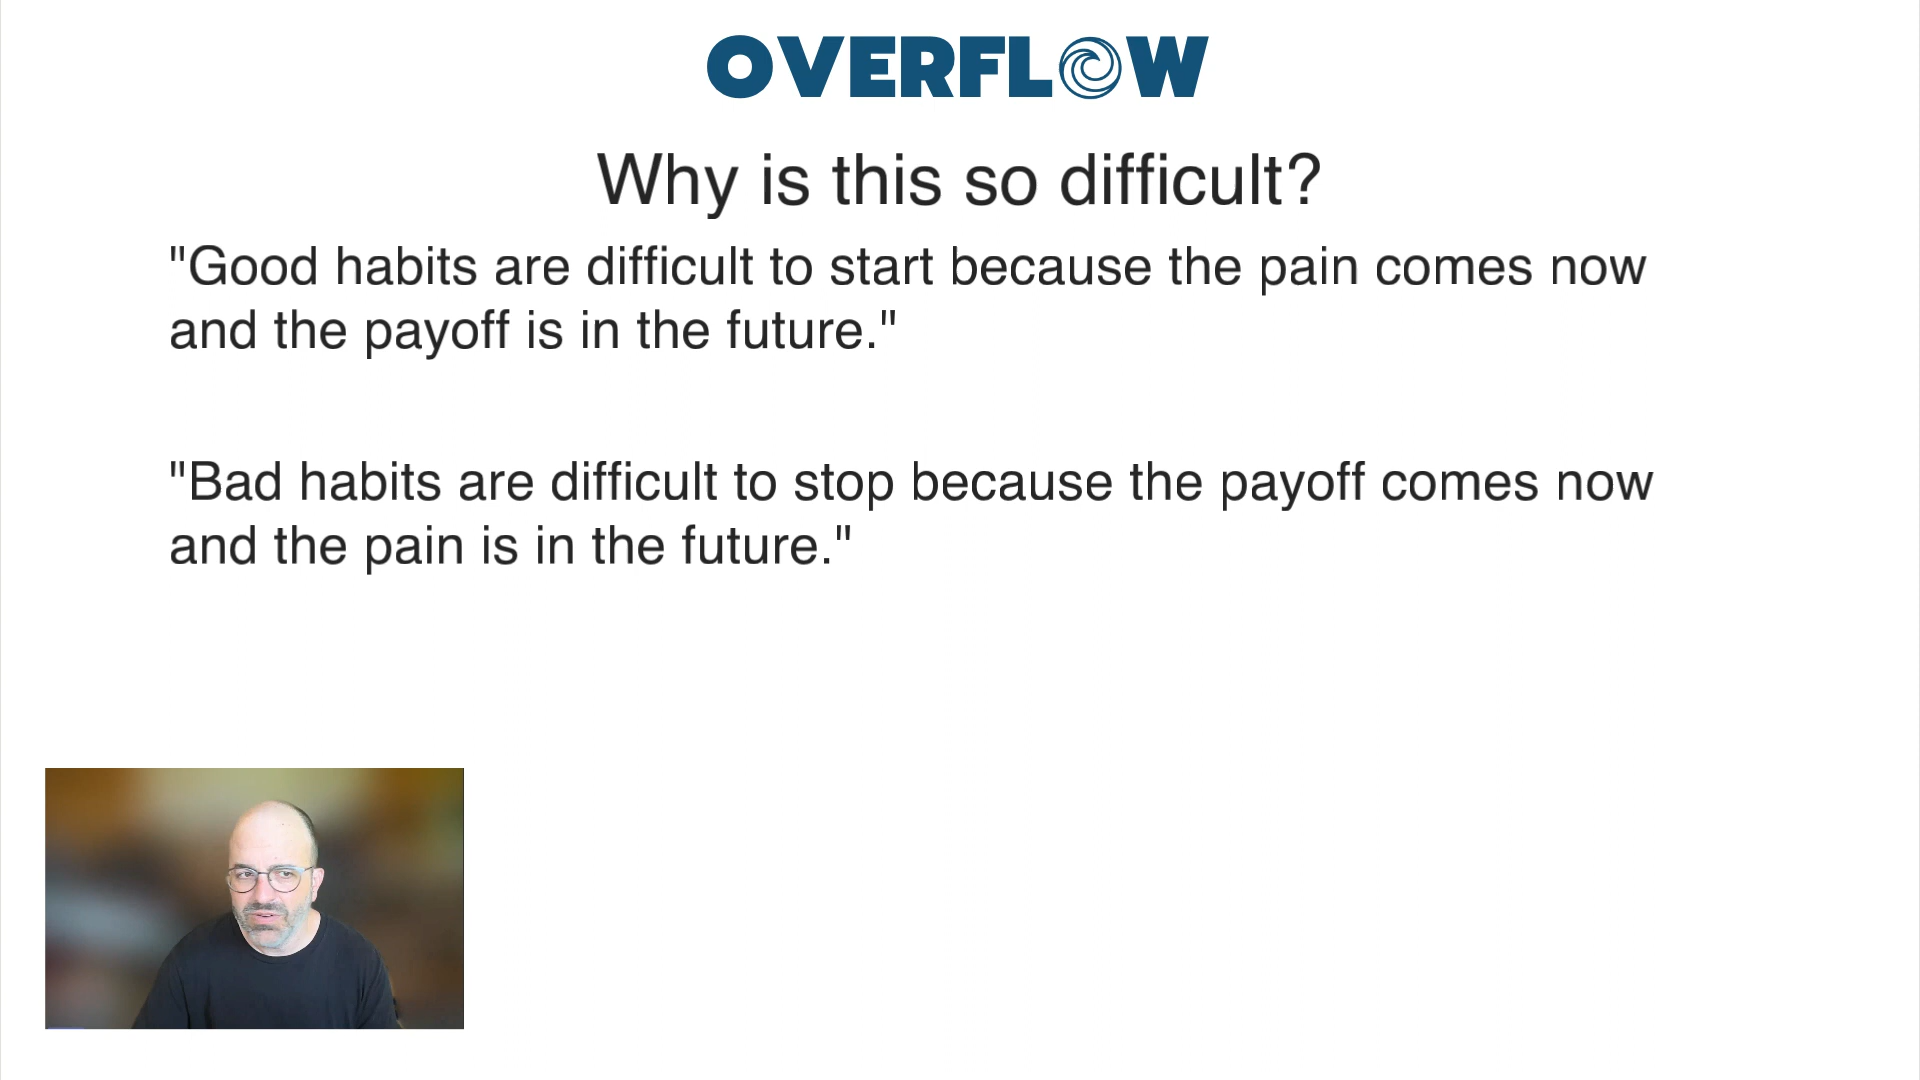 OVERFLOW
Why is this so difficult?
"Good habits are difficult to start because the pain comes now
and the payoff is in the future."
"Bad habits are difficult to stop because the payoff comes now
and the pain is in the future."